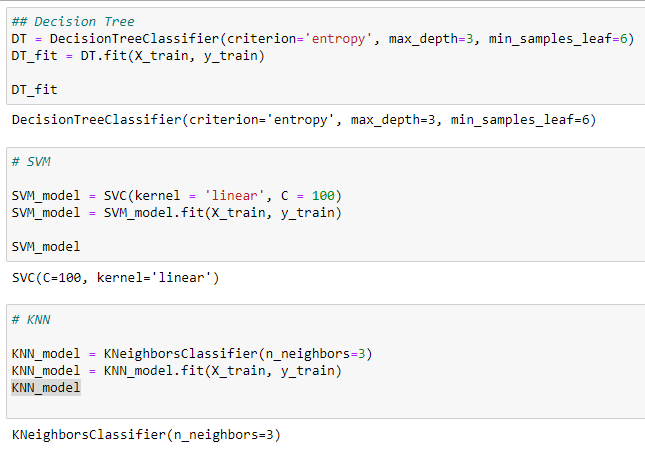 ## Decision Tree
DT = DecisionTreeClassifier(criterion='entropy', max_depth=3, min_samples_leaf=6)
DT_fit = DT.fit(X_train, y_train)
DT_fit
DecisionTreeClassifier(criterion='entropy', max_depth=3, min_samples_leaf=6)
# SVM
SVM_model = SVC(kernel = 'linear', C = 100)
SVM_model = SVM_model.fit(X_train, y_train)
SVM_model
SVC(C=100, kernel='linear')
# KNN
KNN_model = KNeighborsClassifier(n_neighbors=3)
KNN_model = KNN_model.fit(X_train, y_train)
KNN_model
KNeighborsClassifier(n_neighbors=3)